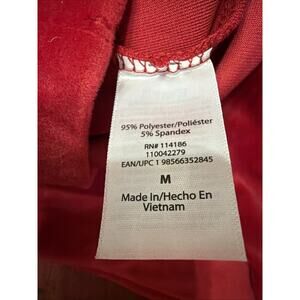 95% Polyester/Poliéster
5% Spandex
RN# 114186
110042279
EAN/UPC 1 98566352845
M
Made In/Hecho En
Vietnam